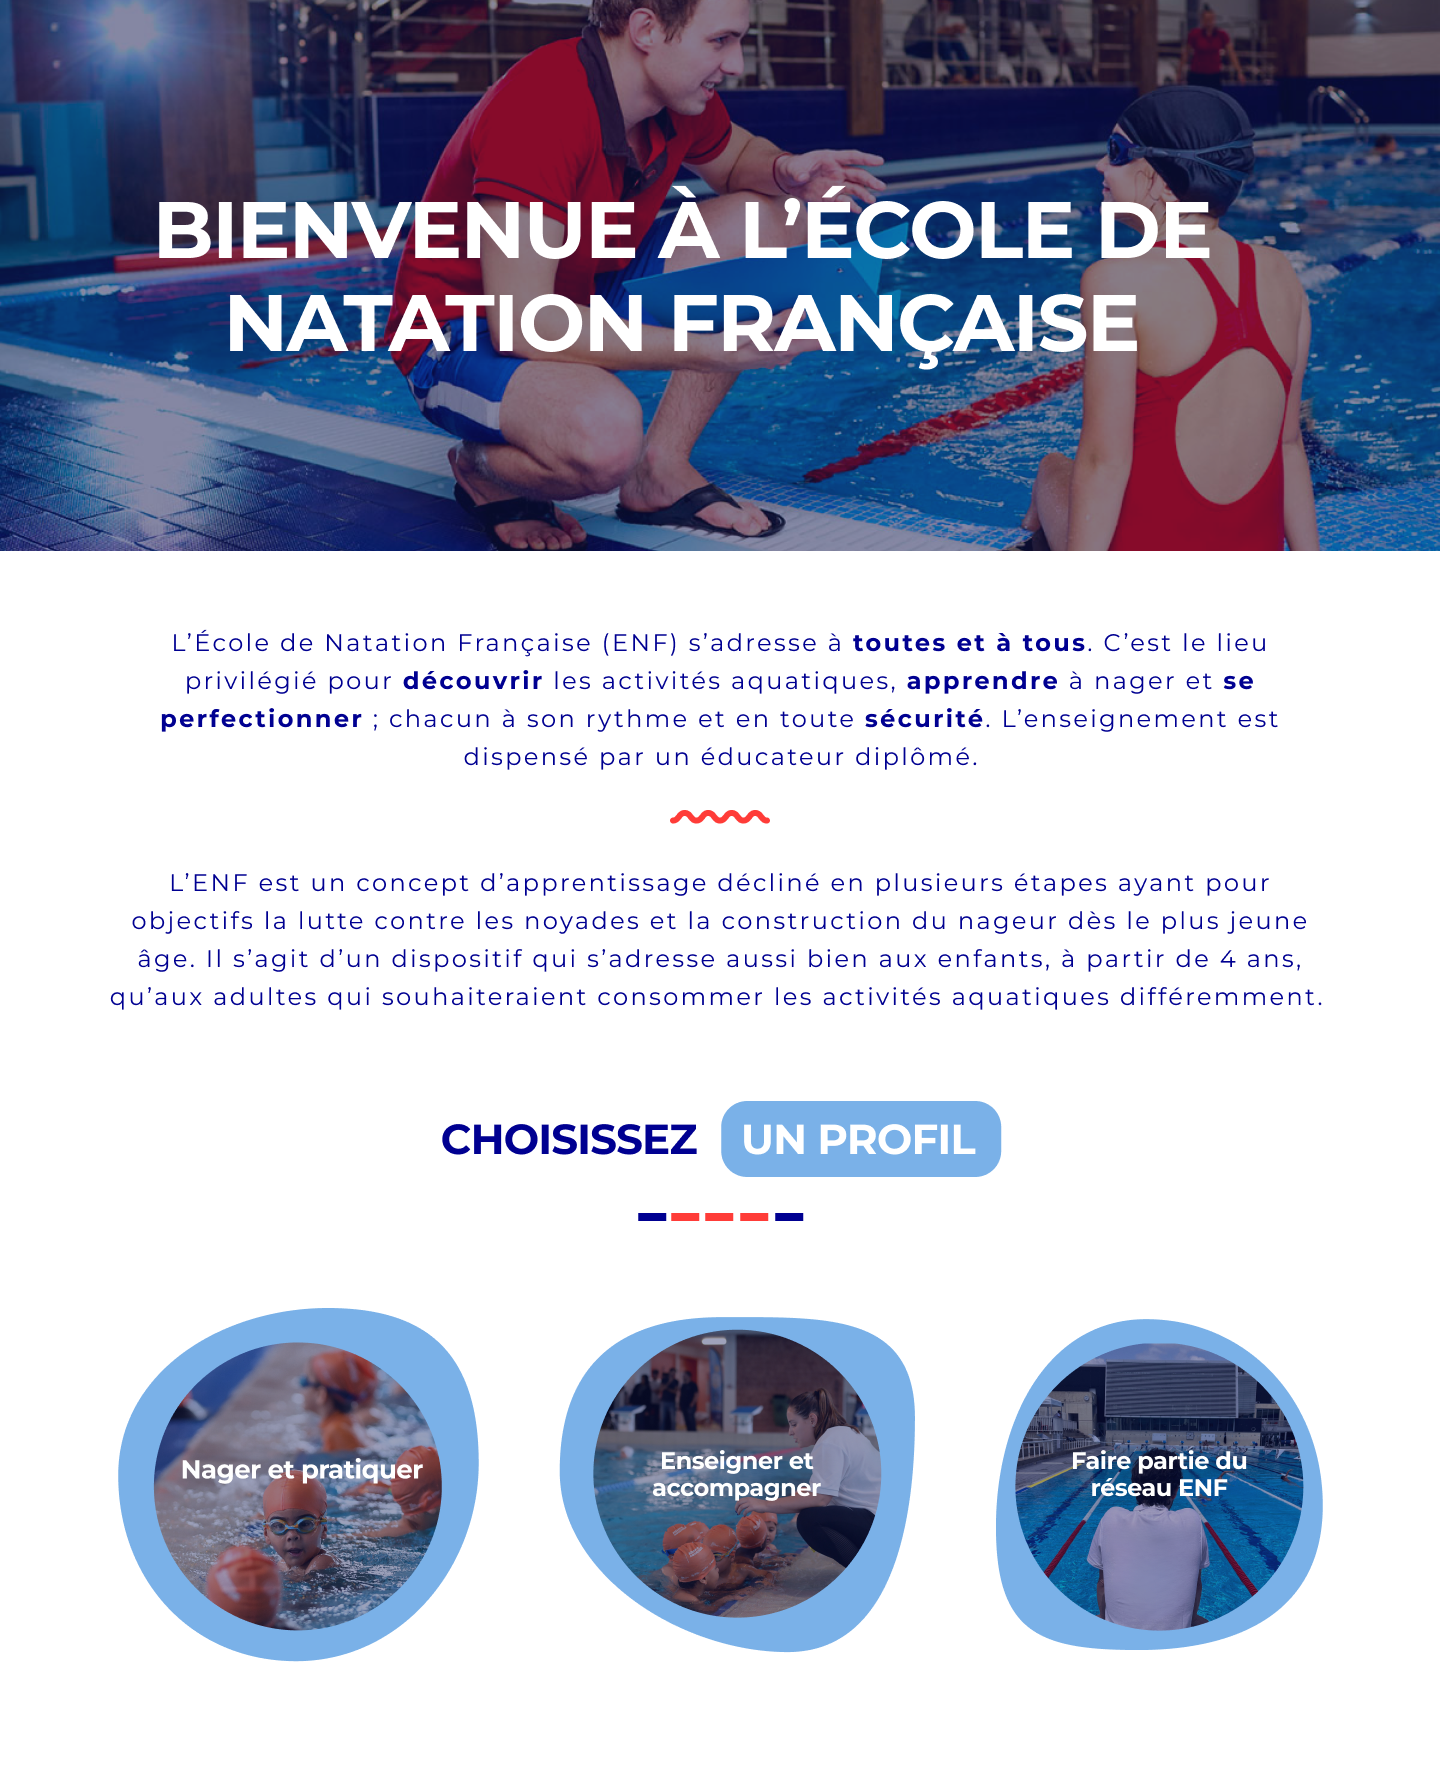 BIENVENUE À L’ÉCOLE DE
NATATION FRANÇAISE
L’École de Natation Française (ENF) s’adresse à toutes et à tous. C’est le lieu
privilégié pour découvrir les activités aquatiques, apprendre à nager et se
perfectionner ; chacun à son rythme et en toute sécurité. L’enseignement est
dispensé par un éducateur diplômé.
L’ENF est un concept d’apprentissage décliné en plusieurs étapes ayant pour
objectifs la lutte contre les noyades et la construction du nageur dès le plus jeune
âge. Il s’agit d’un dispositif qui s’adresse aussi bien aux enfants, à partir de 4 ans,
qu’aux adultes qui souhaiteraient consommer les activités aquatiques différemment.
CHOISISSEZ UN PROFIL
Nager et pratiquer
Enseigner et
accompagner
Faire partie du
réseau ENF